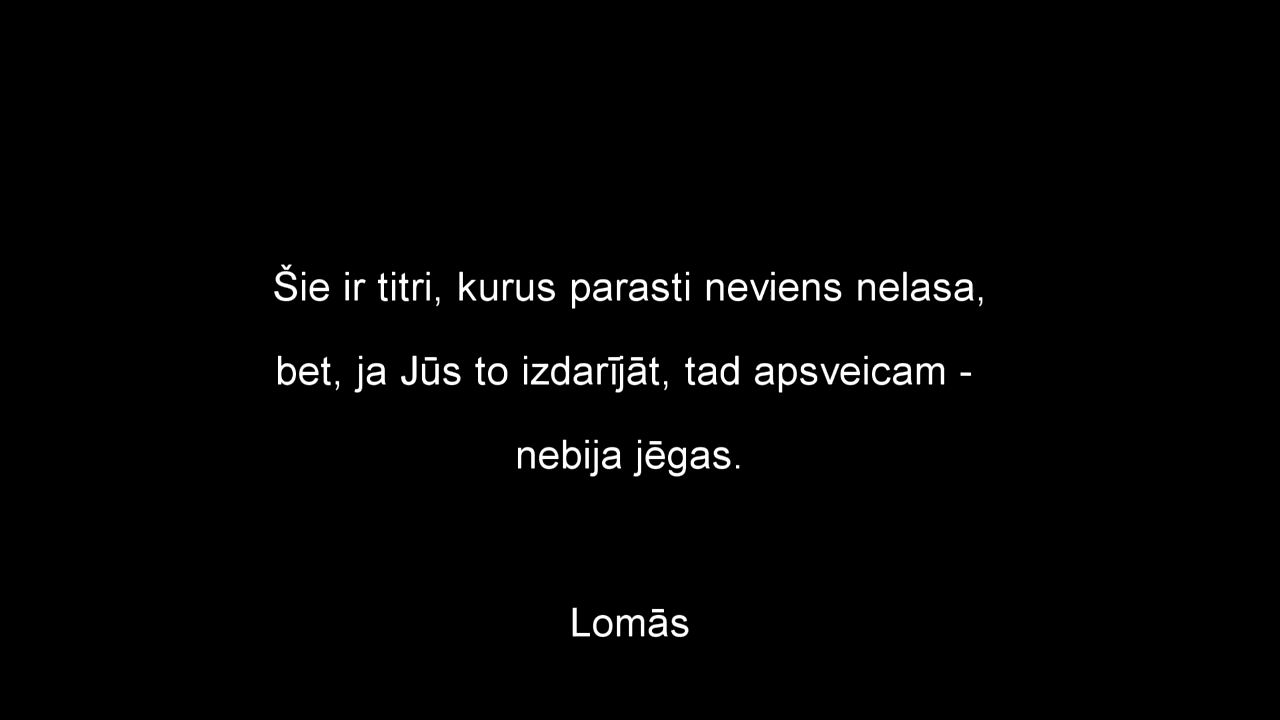 Šie ir titri, kurus parasti neviens nelasa,
bet, ja Jūs to izdarījāt, tad apsveicam -
nebija jēgas.
Lomās